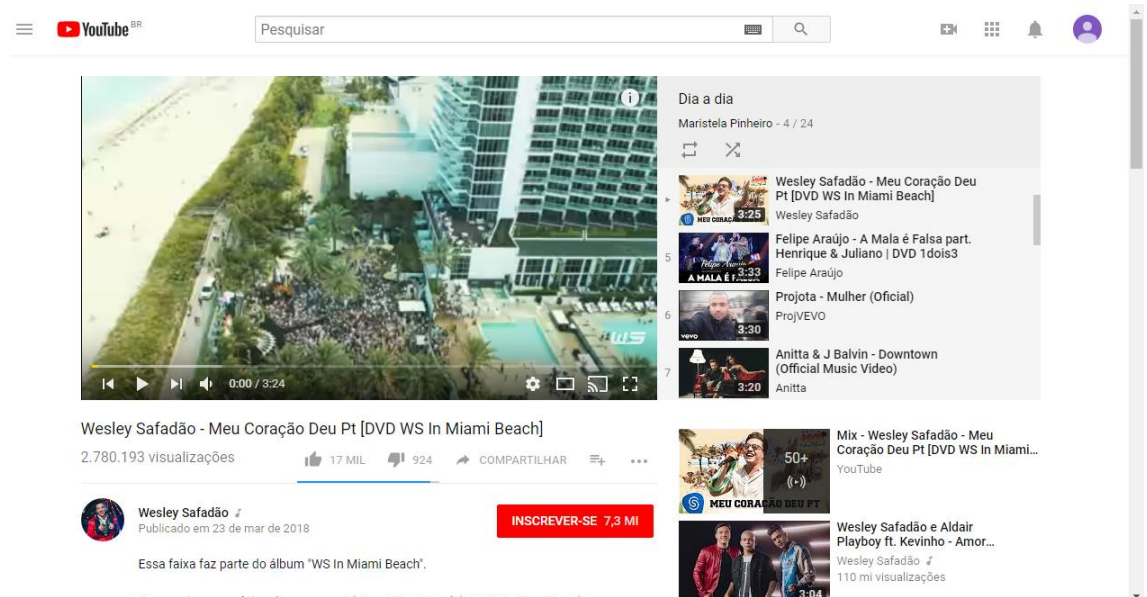 YouTube BR
Pesquisar
WS
0:00 / 3:24
Dia a dia
Maristela Pinheiro - 4 / 24
Wesley Safadão - Meu Coração Deu
Pt [DVD WS In Miami Beach]
Wesley Safadão
3:25
5
Felipe Araújo - A Mala é Falsa part.
Henrique & Juliano | DVD 1dois3
Felipe Araújo
Felipe Araújo
3:33
6
Projota - Mulher (Oficial)
ProjVEVO
vevo
3:30
7
Anitta & J Balvin - Downtown
(Official Music Video)
Anitta
3:20
Wesley Safadão - Meu Coração Deu Pt [DVD WS In Miami Beach]
2.780.193 visualizações
17 MIL
924
COMPARTILHAR
Wesley Safadão
Publicado em 23 de mar de 2018
INSCREVER-SE 7,3 MI
Essa faixa faz parte do álbum "WS In Miami Beach".
50+
MEU CORAÇÃO DEU PT
Mix - Wesley Safadão - Meu
Coração Deu Pt [DVD WS In Miami...
YouTube
3:04
Wesley Safadão e Aldair
Playboy ft. Kevinho - Amor...
Wesley Safadão
110 mi visualizações